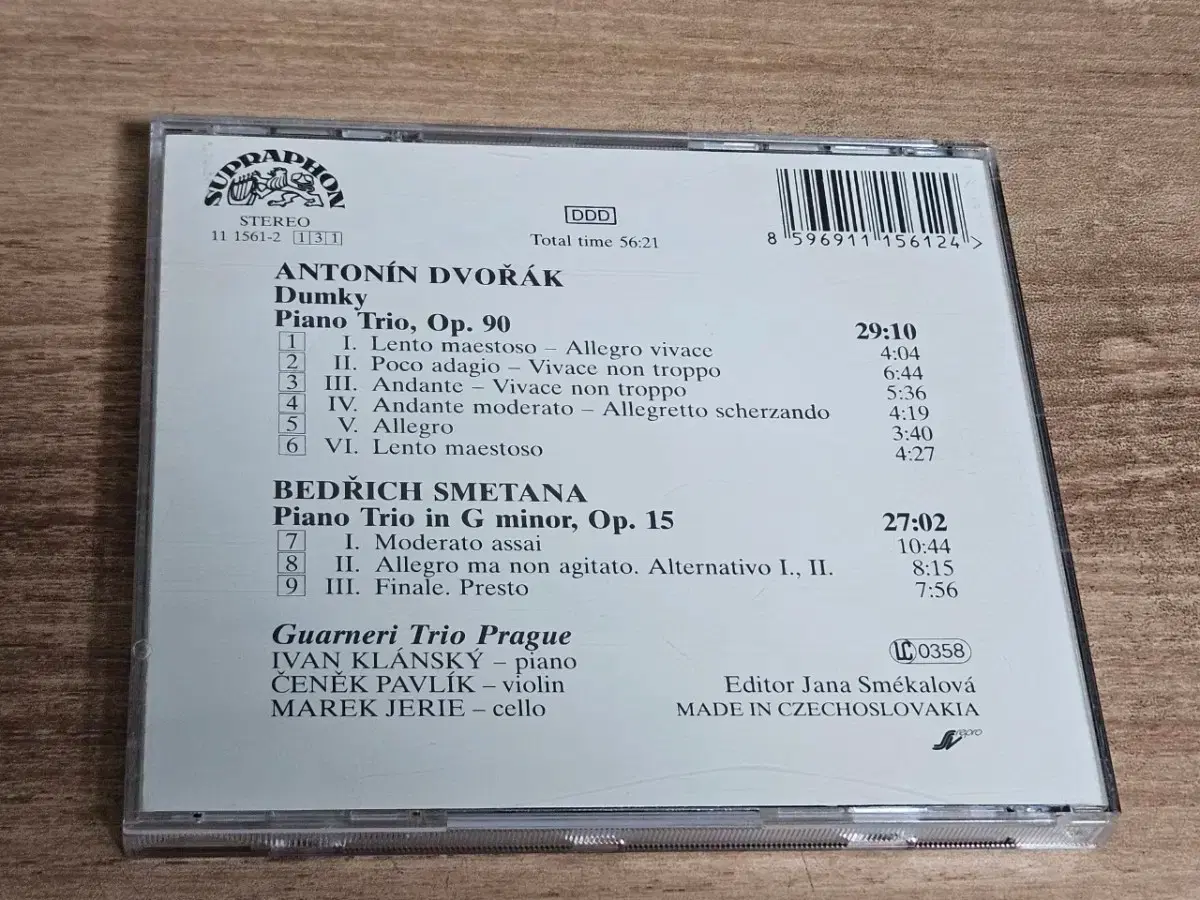 SUPRAPHON
STEREO
11 1561-2 1 3 1
DDD
Total time 56:21
8 596911 156124 >
ANTONÍN DVOŘÁK
Dumky
Piano Trio, Op. 90 29:10
1 I. Lento maestoso – Allegro vivace 4:04
2 II. Poco adagio – Vivace non troppo 6:44
3 III. Andante – Vivace non troppo 5:36
4 IV. Andante moderato – Allegretto scherzando 4:19
5 V. Allegro 3:40
6 VI. Lento maestoso 4:27
BEDŘICH SMETANA
Piano Trio in G minor, Op. 15 27:02
7 I. Moderato assai 10:44
8 II. Allegro ma non agitato. Alternativo I., II. 8:15
9 III. Finale. Presto 7:56
Guarneri Trio Prague
IVAN KLÁNSKÝ – piano
ČENĚK PAVLÍK – violin
MAREK JERIE – cello
LC 0358
Editor Jana Smékalová
MADE IN CZECHOSLOVAKIA
SV repro